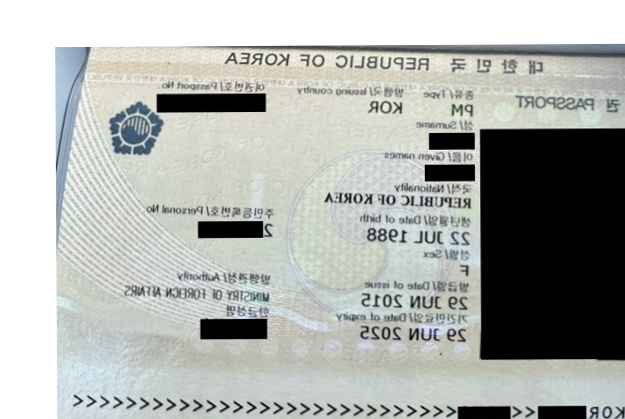 대한민국 REPUBLIC OF KOREA
권 PASSPORT
종류/Type 발행국/Issuing country 여권번호/Passport No.
PM KOR
성/Surname
이름/Given names
국적/Nationality
REPUBLIC OF KOREA
주민등록번호/Personal No.
생년월일/Date of birth
22 JUL 1988 2
성별/Sex
F
발행관청/Authority
발급일/Date of issue
29 JUN 2015 MINISTRY OF FOREIGN AFFAIRS
기간만료일/Date of expiry 한글성명
29 JUN 2025
KOR <<<<<<<<<<<<<<<<<<<<<<<<<<<<